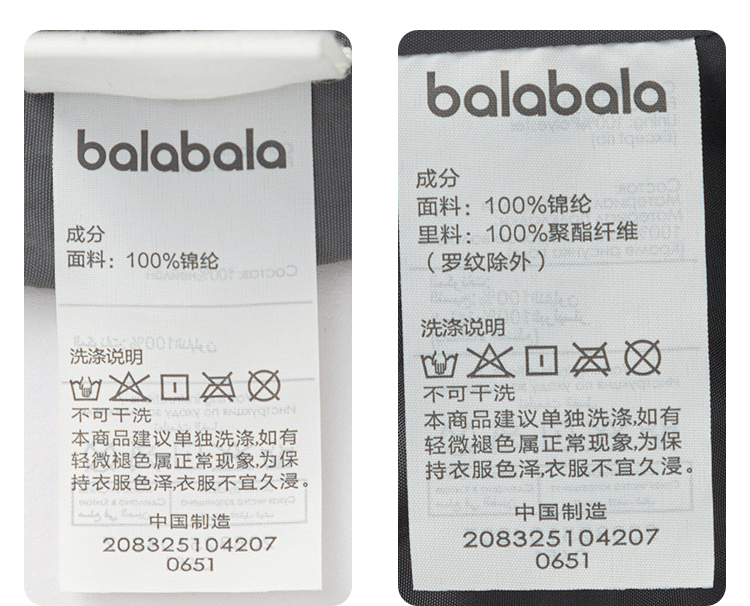 balabala
成分
面料：100%锦纶
洗涤说明
不可干洗
本商品建议单独洗涤,如有
轻微褪色属正常现象,为保
持衣服色泽,衣服不宜久浸。
中国制造
208325104207
0651
balabala
成分
面料：100%锦纶
里料：100%聚酯纤维
（罗纹除外）
洗涤说明
不可干洗
本商品建议单独洗涤,如有
轻微褪色属正常现象,为保
持衣服色泽,衣服不宜久浸。
中国制造
208325104207
0651